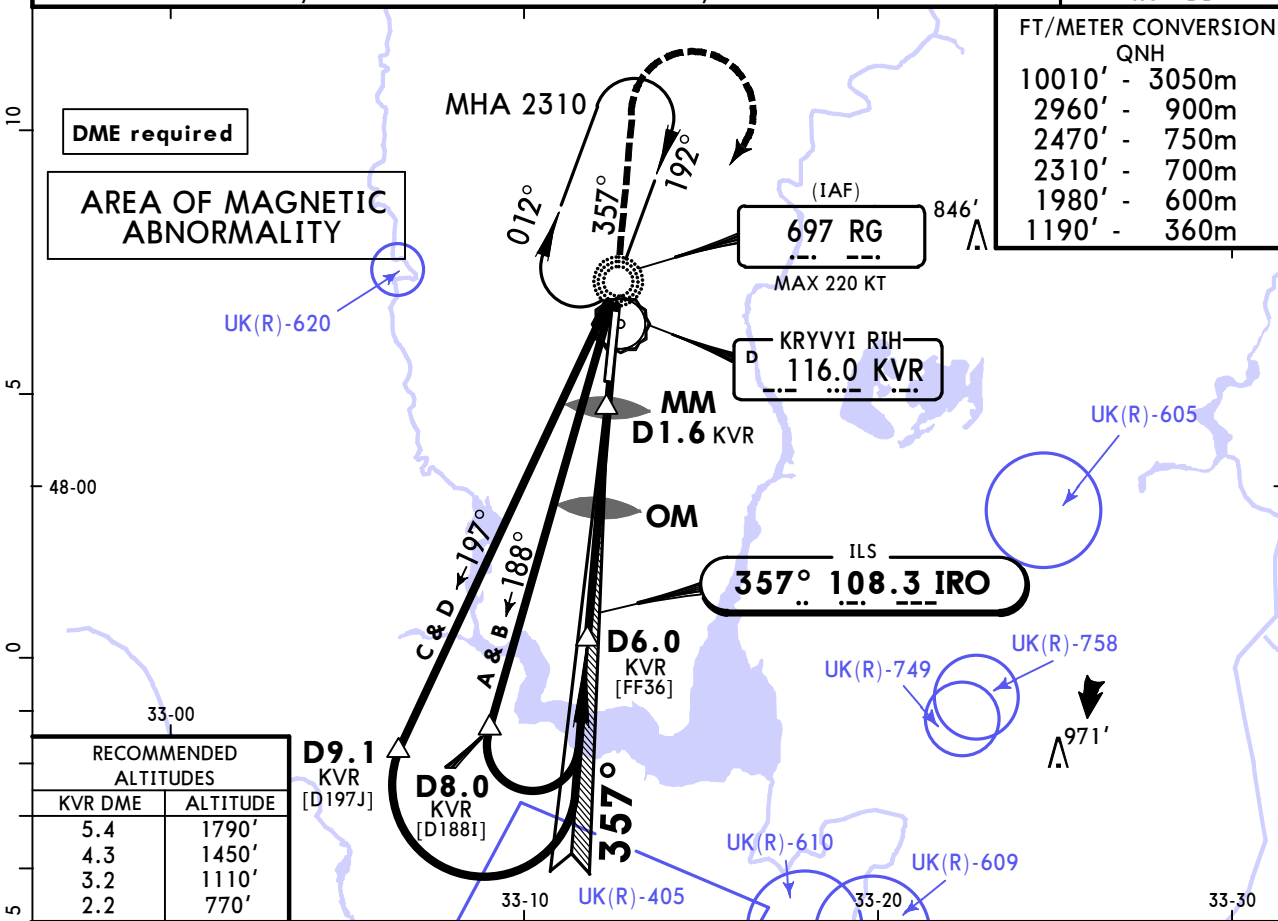 FT/METER CONVERSION
QNH
10010' - 3050m
2960' - 900m
2470' - 750m
2310' - 700m
1980' - 600m
1190' - 360m
MHA 2310
10
DME required
AREA OF MAGNETIC
ABNORMALITY
012°
357°
192°
(IAF)
697 RG
MAX 220 KT
846'
UK(R)-620
KRYVYI RIH
D 116.0 KVR
5
MM
D1.6 KVR
UK(R)-605
48-00
OM
ILS
357° 108.3 IRO
C & D 197°
A & B 188°
D6.0
KVR
[FF36]
0
UK(R)-749
UK(R)-758
33-00
971'
D9.1
KVR
[D197J]
D8.0
KVR
[D188I]
357°
RECOMMENDED
ALTITUDES
KVR DME ALTITUDE
5.4 1790'
4.3 1450'
3.2 1110'
2.2 770'
UK(R)-610
UK(R)-609
UK(R)-405
5
33-10
33-20
33-30